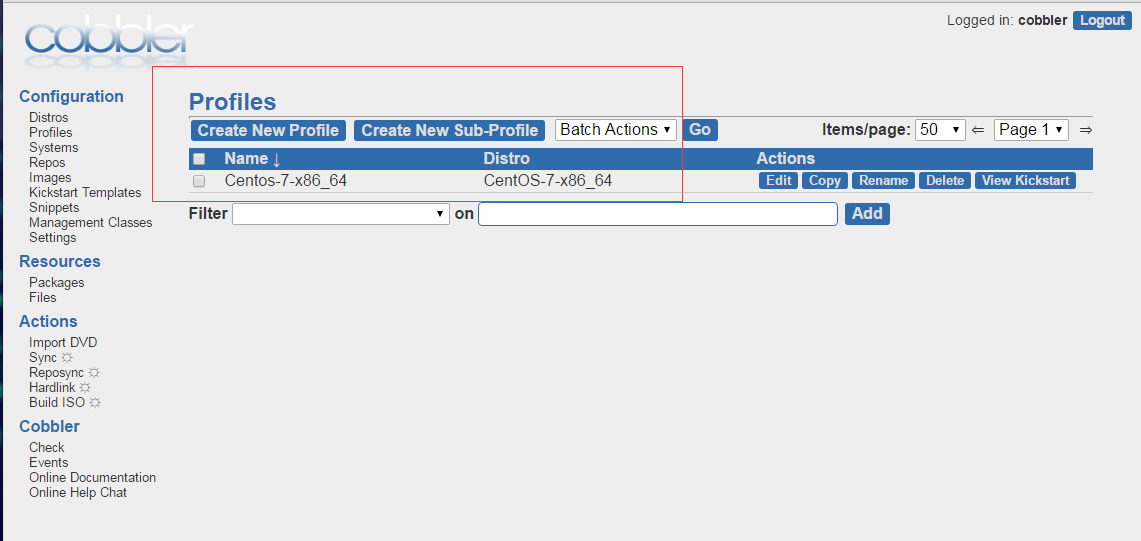 cobbler
Logged in: cobbler Logout
Configuration
Distros
Profiles
Systems
Repos
Images
Kickstart Templates
Snippets
Management Classes
Settings
Resources
Packages
Files
Actions
Import DVD
Sync
Reposync
Hardlink
Build ISO
Cobbler
Check
Events
Online Documentation
Online Help Chat
Profiles
Create New Profile Create New Sub-Profile Batch Actions Go Items/page: 50 ⇐ Page 1 ⇒
Name ↓ Distro Actions
Centos-7-x86_64 CentOS-7-x86_64 Edit Copy Rename Delete View Kickstart
Filter on Add